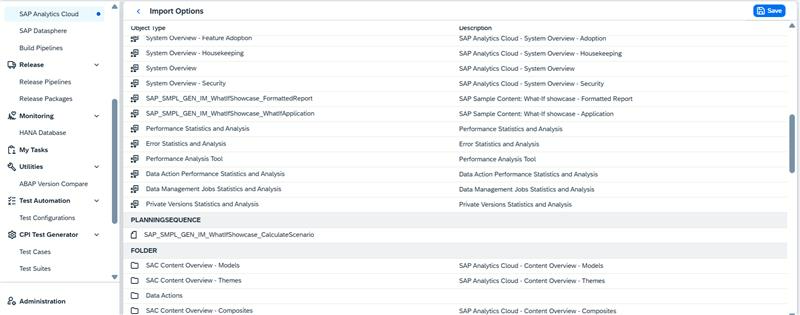 SAP Analytics Cloud
SAP Datasphere
Build Pipelines
Release
Release Pipelines
Release Packages
Monitoring
HANA Database
My Tasks
Utilities
ABAP Version Compare
Test Automation
Test Configurations
CPI Test Generator
Test Cases
Test Suites
Administration
Import Options
Save
Object Type Description
System Overview - Feature Adoption SAP Analytics Cloud - System Overview - Adoption
System Overview - Housekeeping SAP Analytics Cloud - System Overview - Housekeeping
System Overview SAP Analytics Cloud - System Overview
System Overview - Security SAP Analytics Cloud - System Overview - Security
SAP_SMPL_GEN_IM_WhatIfShowcase_FormattedReport SAP Sample Content: What-If showcase - Formatted Report
SAP_SMPL_GEN_IM_WhatIfShowcase_WhatIfApplication SAP Sample Content: What-If showcase - Application
Performance Statistics and Analysis Performance Statistics and Analysis
Error Statistics and Analysis Error Statistics and Analysis
Performance Analysis Tool Performance Analysis Tool
Data Action Performance Statistics and Analysis Data Action Performance Statistics and Analysis
Data Management Jobs Statistics and Analysis Data Management Jobs Statistics and Analysis
Private Versions Statistics and Analysis Private Versions Statistics and Analysis
PLANNINGSEQUENCE
SAP_SMPL_GEN_IM_WhatIfShowcase_CalculateScenario
FOLDER
SAC Content Overview - Models SAP Analytics Cloud - Content Overview - Models
SAC Content Overview - Themes SAP Analytics Cloud - Content Overview - Themes
Data Actions
SAC Content Overview - Composites SAP Analytics Cloud - Content Overview - Composites